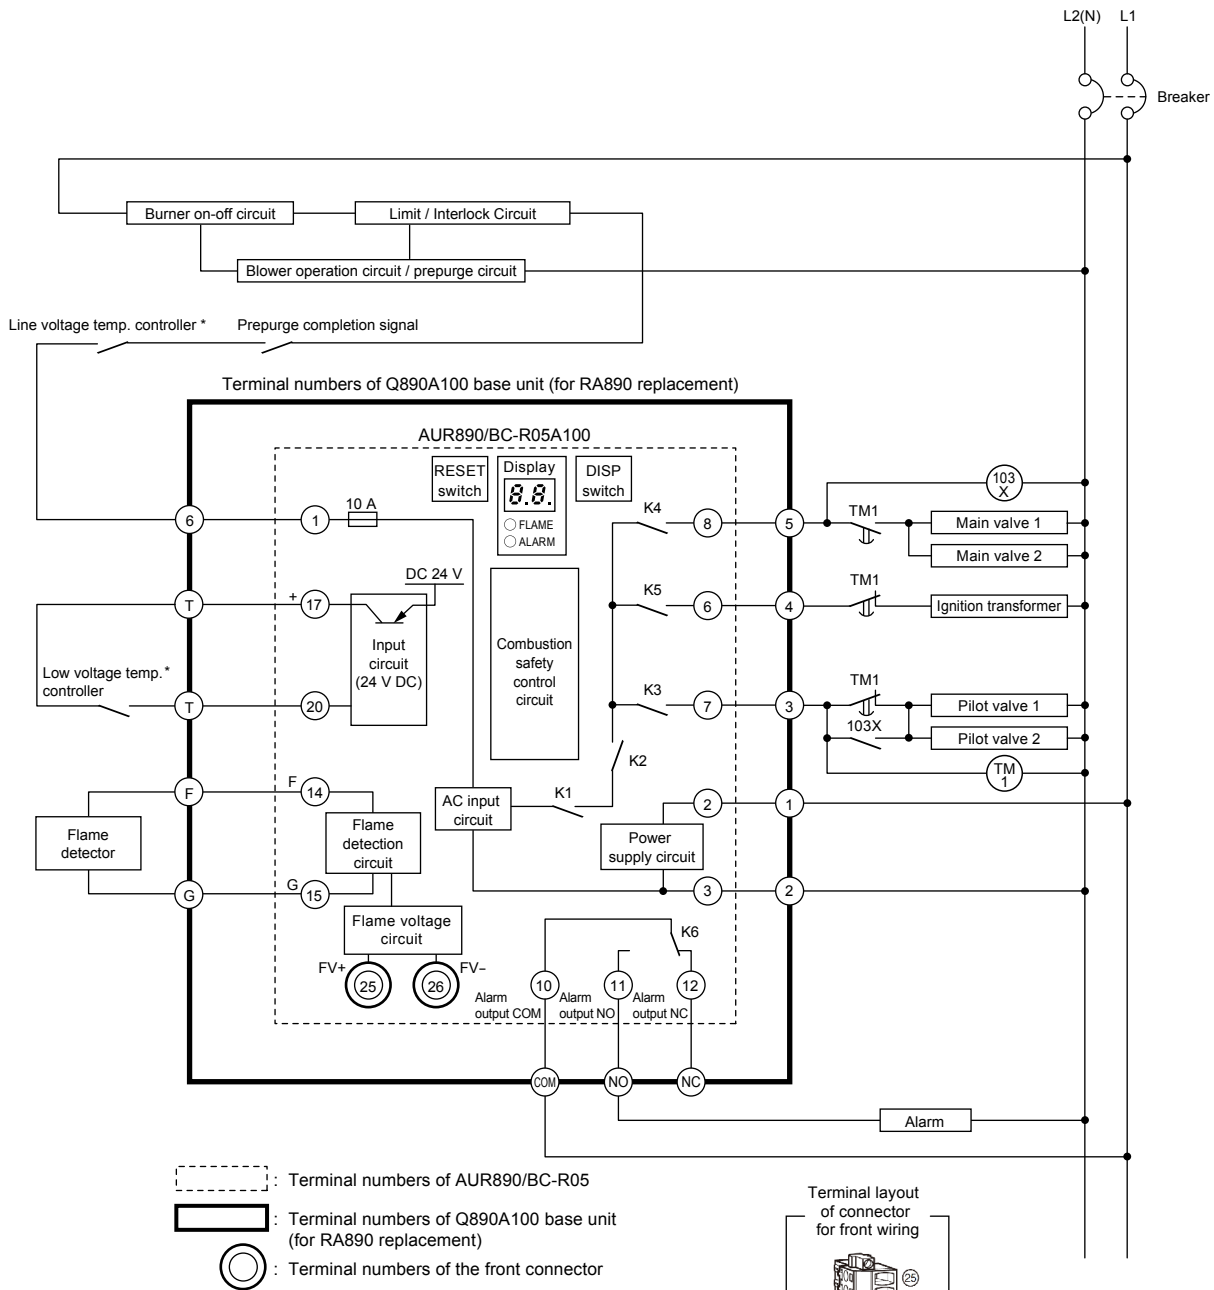 L2(N) L1
Breaker
Burner on-off circuit
Limit / Interlock Circuit
Blower operation circuit / prepurge circuit
Line voltage temp. controller *
Prepurge completion signal
Terminal numbers of Q890A100 base unit (for RA890 replacement)
AUR890/BC-R05A100
RESET
switch
Display
8.8.
FLAME
ALARM
DISP
switch
6
1
10 A
K4
8
5
TM1
103
X
Main valve 1
Main valve 2
T
+
17
DC 24 V
Input
circuit
(24 V DC)
Low voltage temp. *
controller
T
20
Combustion
safety
control
circuit
K5
6
4
TM1
Ignition transformer
K3
7
3
TM1
103X
Pilot valve 1
Pilot valve 2
TM
1
K2
K1
F
F
14
AC input
circuit
2
1
Flame
detector
Flame
detection
circuit
Power
supply circuit
G
G
15
3
2
Flame voltage
circuit
FV+
25
26
FV-
K6
10
11
12
Alarm
output COM
Alarm
output NO
Alarm
output NC
COM
NO
NC
Alarm
: Terminal numbers of AUR890/BC-R05
: Terminal numbers of Q890A100 base unit
(for RA890 replacement)
: Terminal numbers of the front connector
Terminal layout
of connector
for front wiring
25